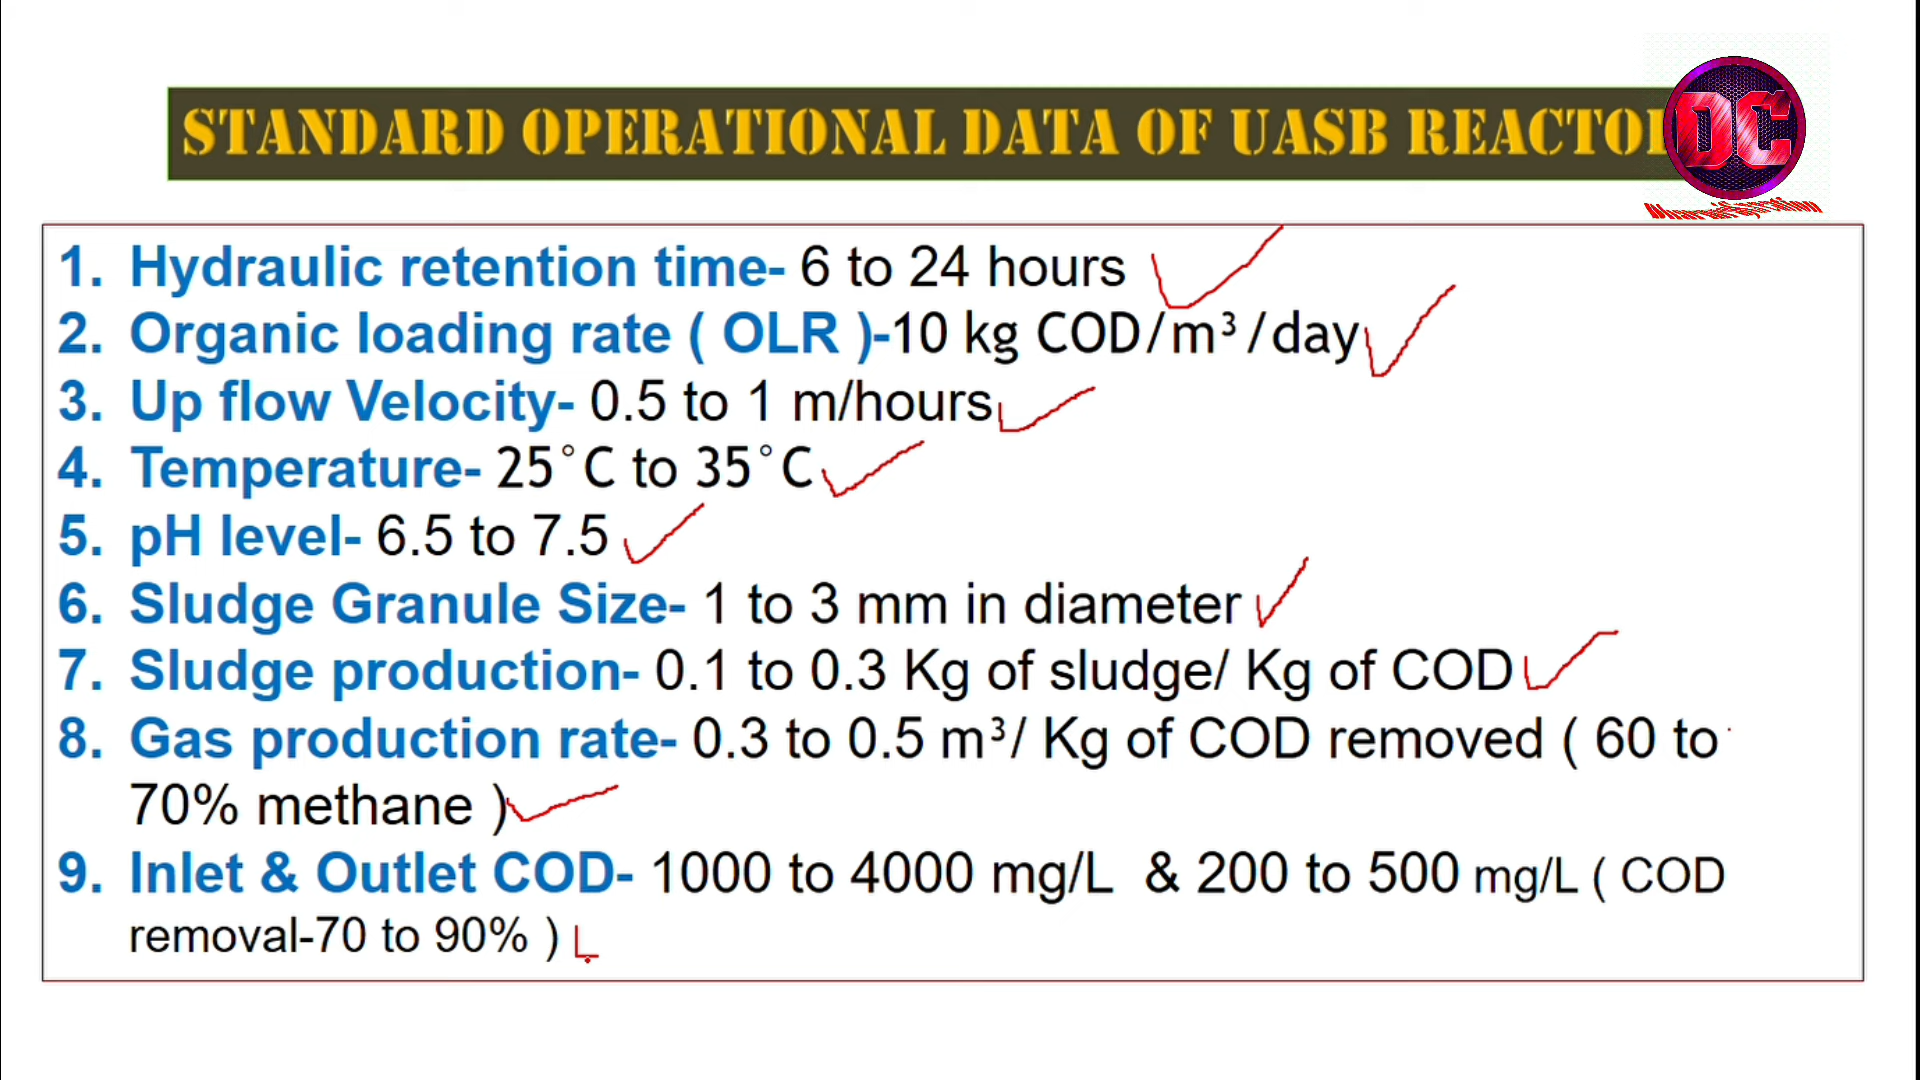 STANDARD OPERATIONAL DATA OF UASB REACTO
DC
1. Hydraulic retention time- 6 to 24 hours
2. Organic loading rate ( OLR )-10 kg COD/m³/day
3. Up flow Velocity- 0.5 to 1 m/hours
4. Temperature- 25°C to 35°C
5. pH level- 6.5 to 7.5
6. Sludge Granule Size- 1 to 3 mm in diameter
7. Sludge production- 0.1 to 0.3 Kg of sludge/ Kg of COD
8. Gas production rate- 0.3 to 0.5 m³/ Kg of COD removed ( 60 to
70% methane )
9. Inlet & Outlet COD- 1000 to 4000 mg/L & 200 to 500 mg/L ( COD
removal-70 to 90% )